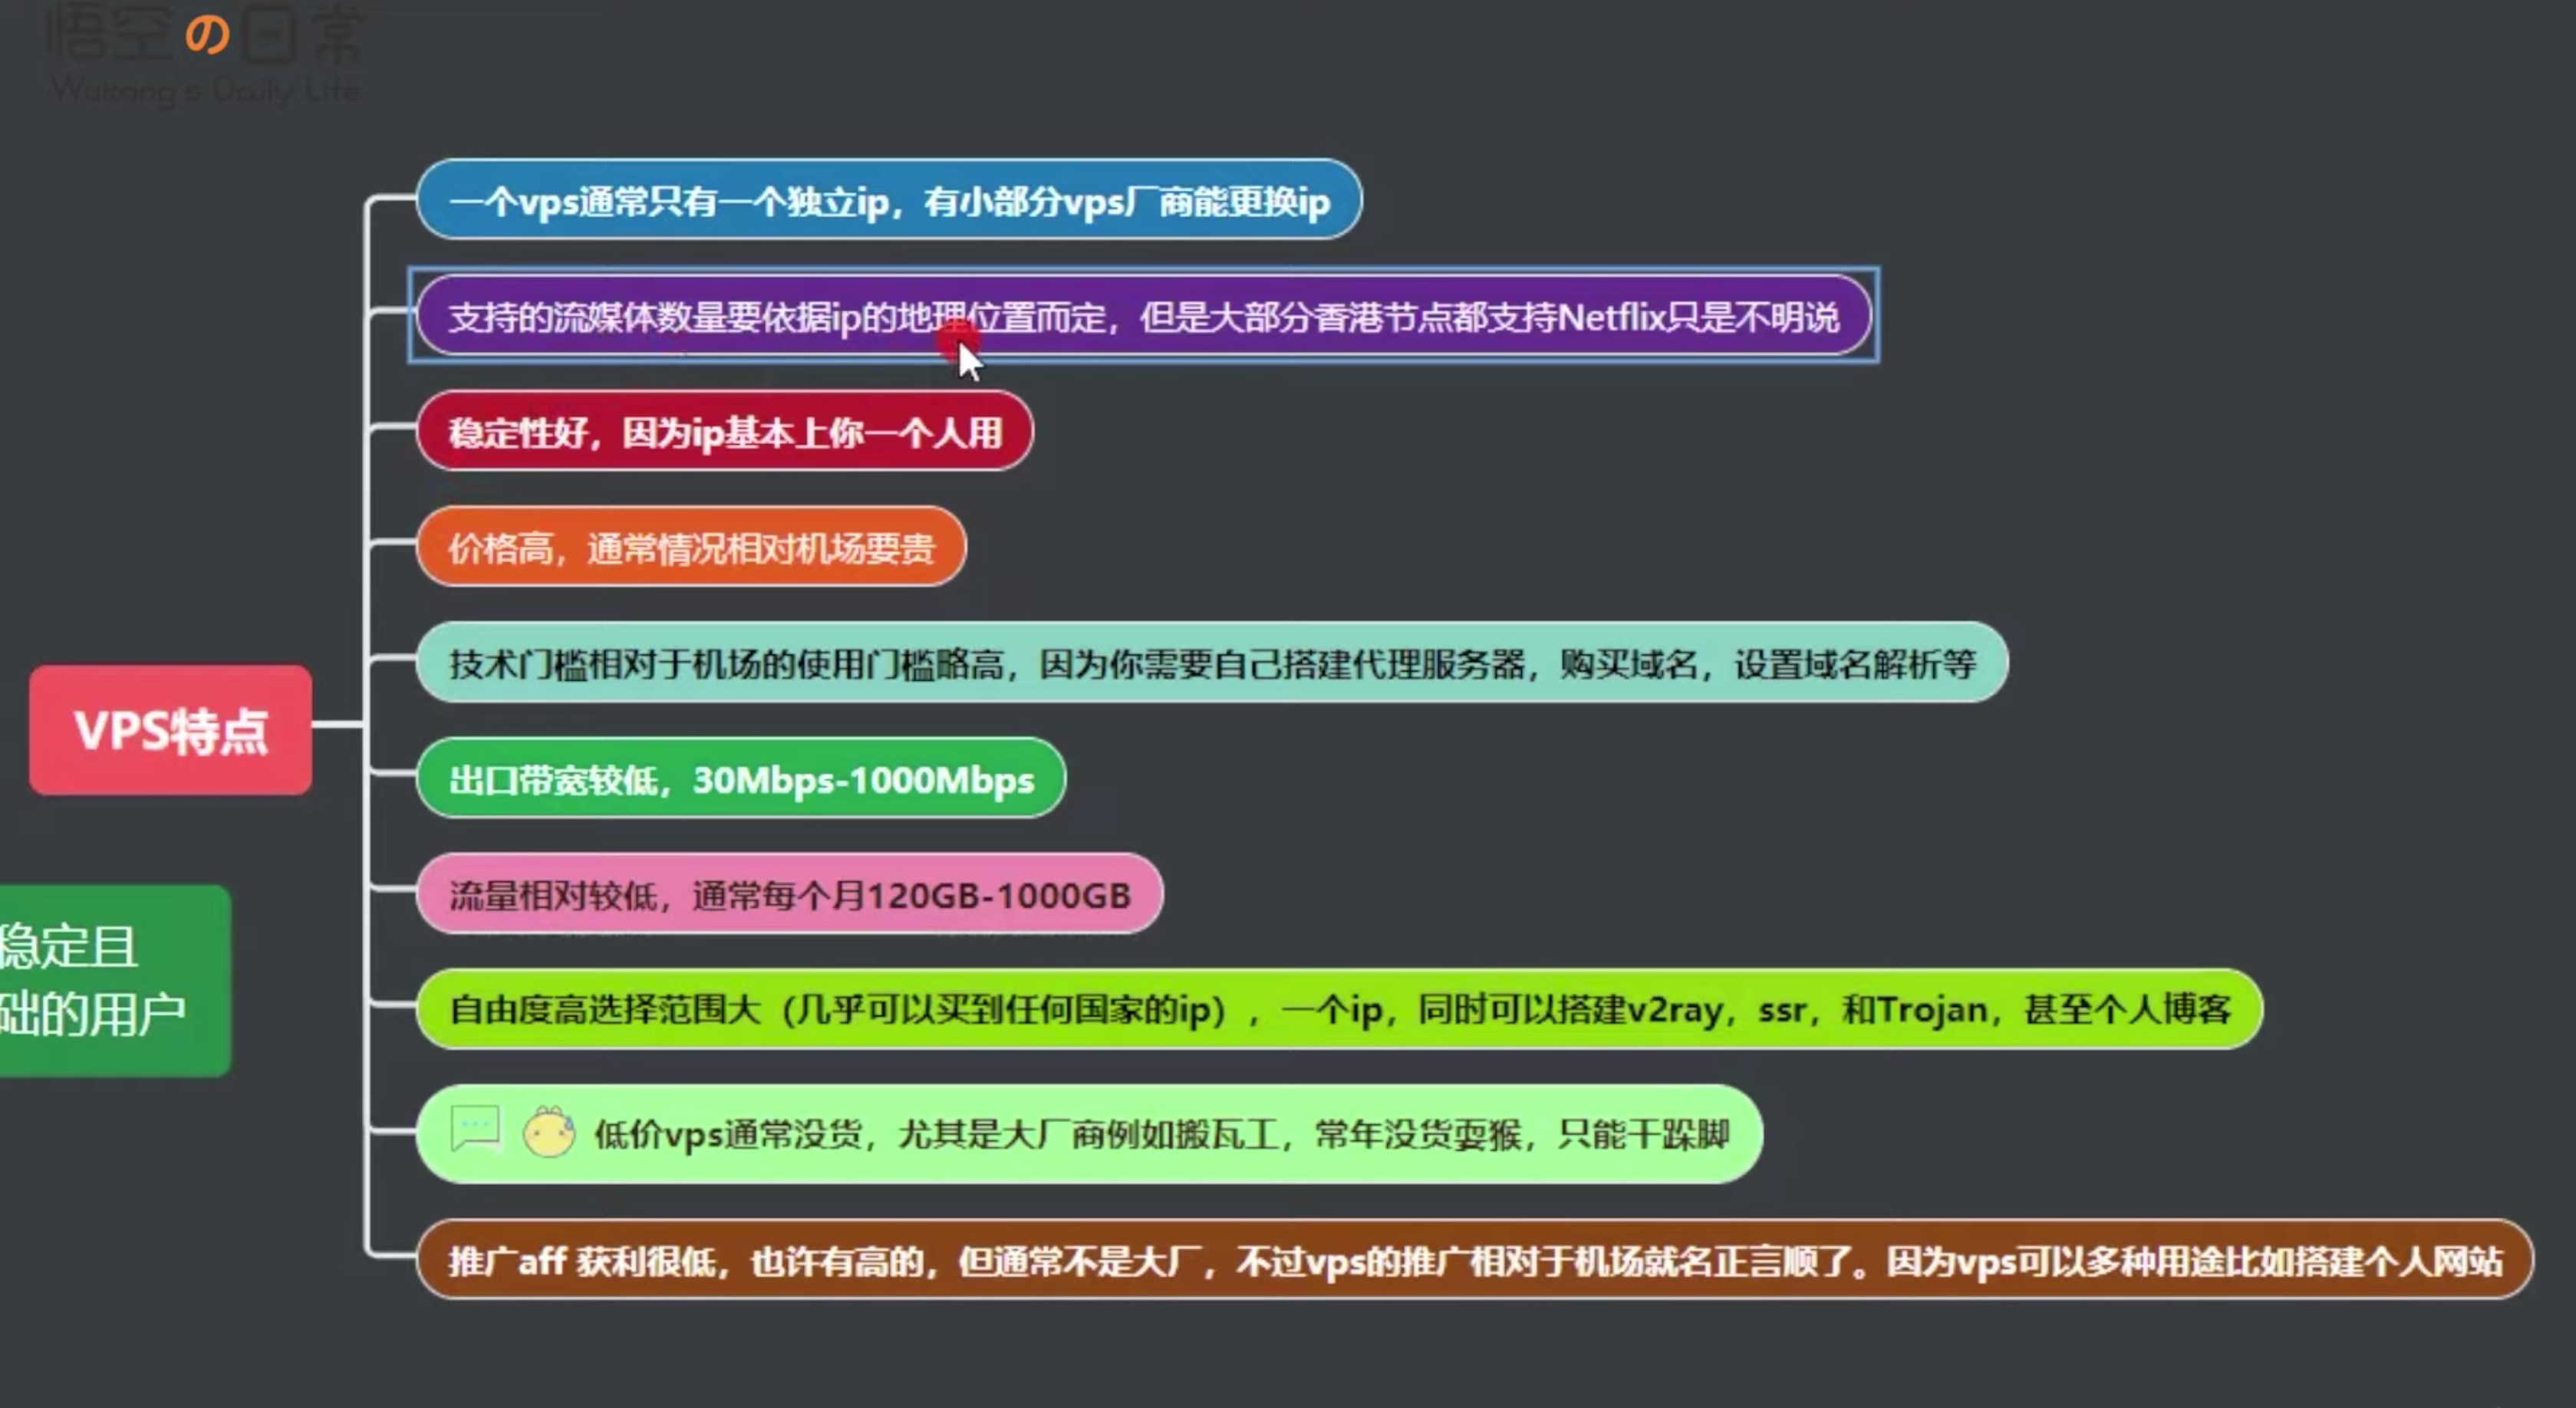 悟空の日常
Wukong's Daily Life
一个vps通常只有一个独立ip，有小部分vps厂商能更换ip
支持的流媒体数量要依据ip的地理位置而定，但是大部分香港节点都支持Netflix只是不明说
稳定性好，因为ip基本上你一个人用
价格高，通常情况相对机场要贵
技术门槛相对于机场的使用门槛略高，因为你需要自己搭建代理服务器，购买域名，设置域名解析等
VPS特点
出口带宽较低，30Mbps-1000Mbps
流量相对较低，通常每个月120GB-1000GB
稳定且
础的用户
自由度高选择范围大（几乎可以买到任何国家的ip），一个ip，同时可以搭建v2ray，ssr，和Trojan，甚至个人博客
低价vps通常没货，尤其是大厂商例如搬瓦工，常年没货耍猴，只能干跺脚
推广aff 获利很低，也许有高的，但通常不是大厂，不过vps的推广相对于机场就名正言顺了。因为vps可以多种用途比如搭建个人网站